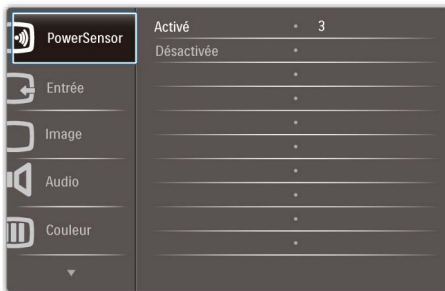 PowerSensor
Activé 3
Désactivée
Entrée
Image
Audio
Couleur